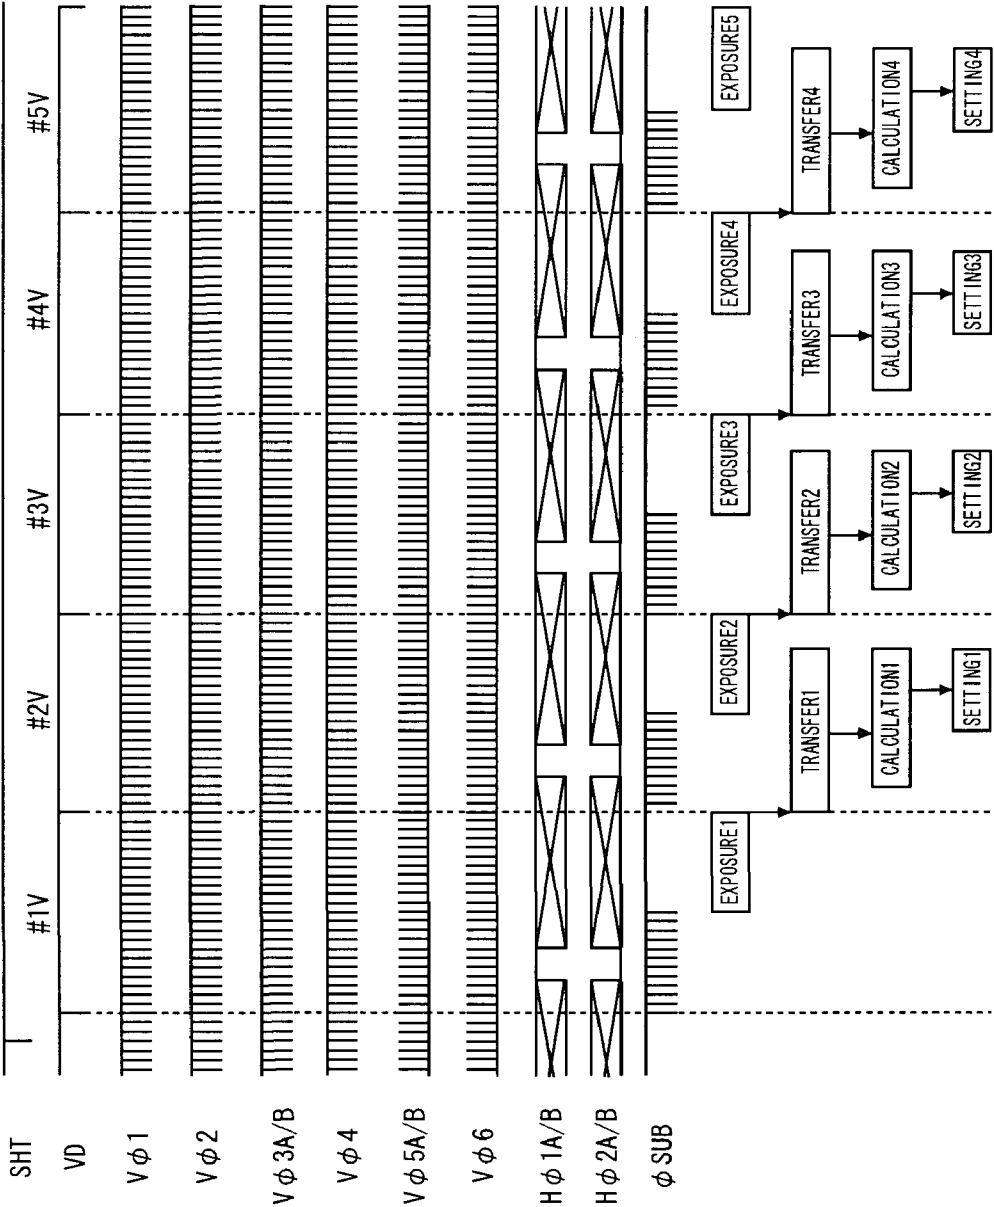 SHT
VD
Vφ1
Vφ2
Vφ3A/B
Vφ4
Vφ5A/B
Vφ6
Hφ1A/B
Hφ2A/B
φSUB
#1V
#2V
#3V
#4V
#5V
EXPOSURE1
EXPOSURE2
EXPOSURE3
EXPOSURE4
EXPOSURE5
TRANSFER1
TRANSFER2
TRANSFER3
TRANSFER4
CALCULATION1
CALCULATION2
CALCULATION3
CALCULATION4
SETTING1
SETTING2
SETTING3
SETTING4